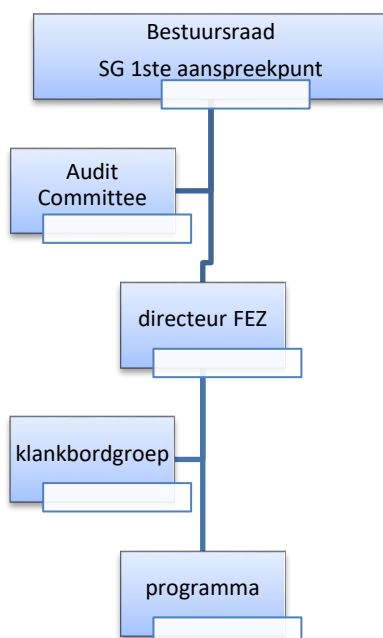 Bestuursraad
SG 1ste aanspreekpunt
Audit
Committee
directeur FEZ
klankbordgroep
programma